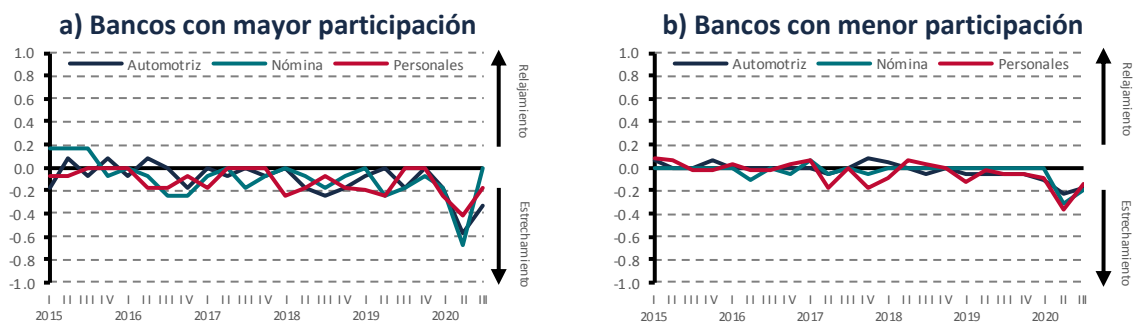 a) Bancos con mayor participación
1.0
0.8
0.6
0.4
0.2
0.0
-0.2
-0.4
-0.6
-0.8
-1.0
Automotriz Nómina Personales
Relajamiento
Estrechamiento
I II III IV I II III IV I II III IV I II III IV I II III IV I II III
2015 2016 2017 2018 2019 2020
b) Bancos con menor participación
1.0
0.8
0.6
0.4
0.2
0.0
-0.2
-0.4
-0.6
-0.8
-1.0
Automotriz Nómina Personales
Relajamiento
Estrechamiento
I II III IV I II III IV I II III IV I II III IV I II III IV I II III
2015 2016 2017 2018 2019 2020